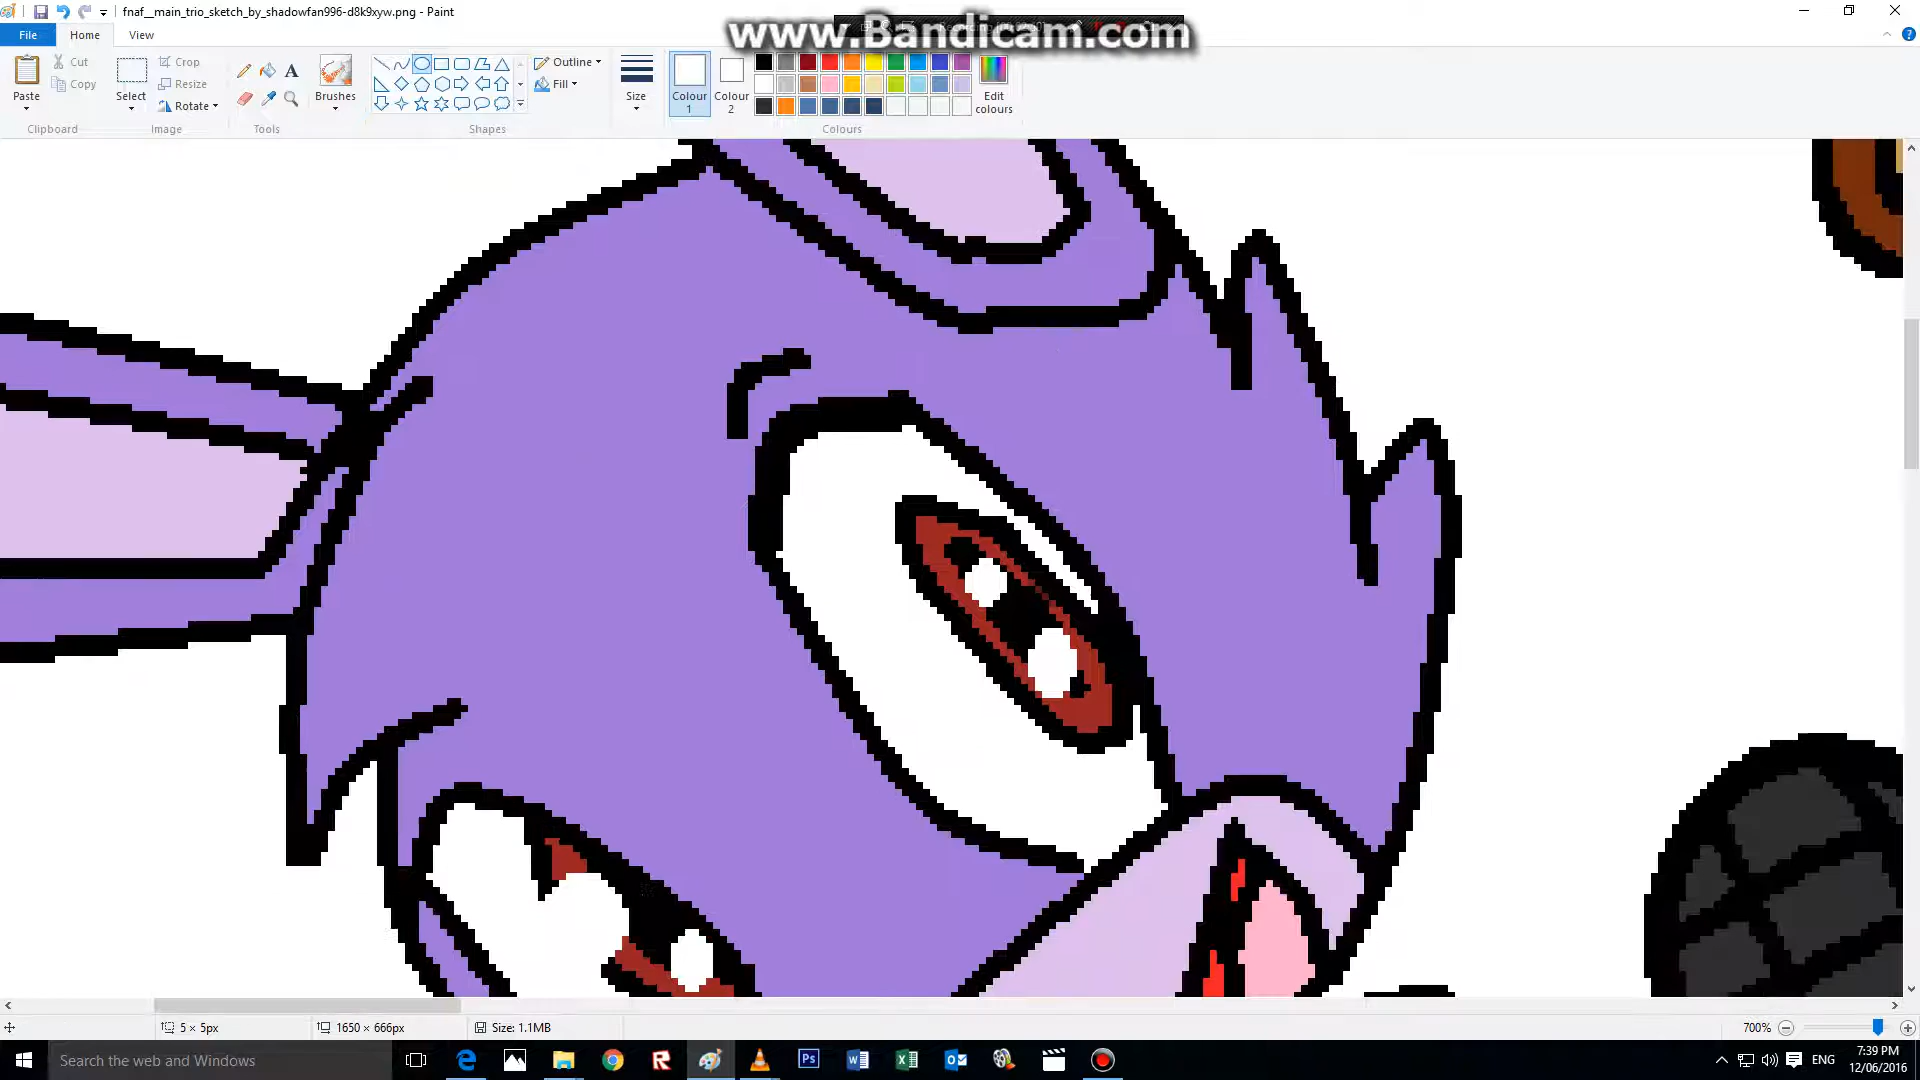 fnaf__main_trio_sketch_by_shadowfan996-d8k9xyw.png - Paint
www.Bandicam.com
File
Home
View
Paste
Cut
Copy
Clipboard
Select
Crop
Resize
Rotate
Image
A
Tools
Brushes
Outline
Fill
Shapes
Size
Colour 1
Colour 2
Edit colours
Colours
5 × 5px
1650 × 666px
Size: 1.1MB
700%
Search the web and Windows
ENG
7:39 PM
12/06/2016